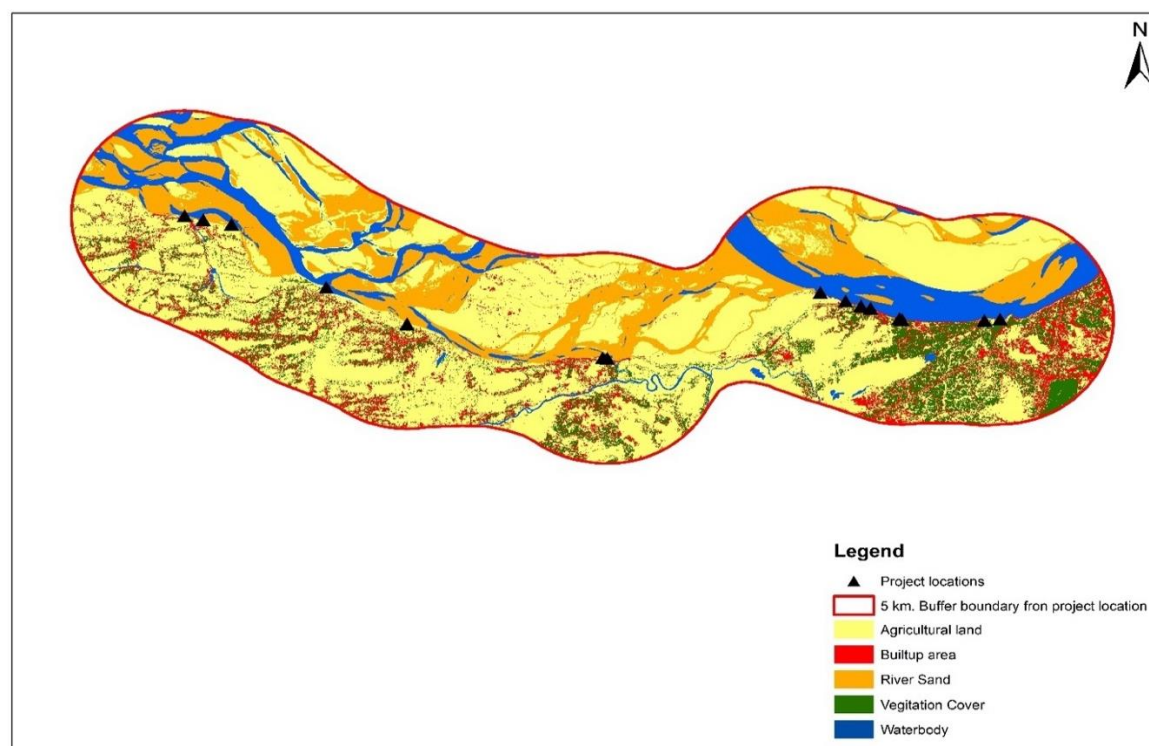 N
Legend
Project locations
5 km. Buffer boundary fron project location
Agricultural land
Builtup area
River Sand
Vegitation Cover
Waterbody